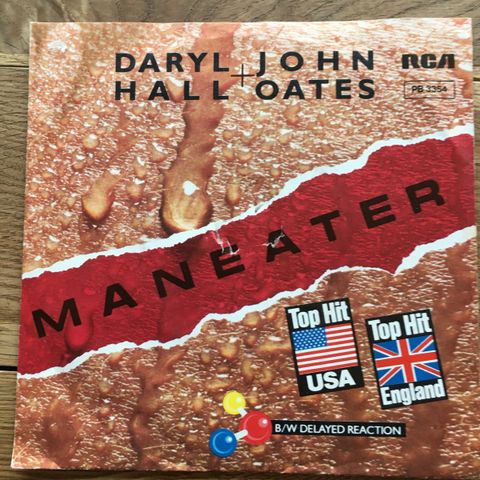 DARYL + JOHN
HALL OATES
RCA
PB 3354
MANEATER
Top Hit
USA
Top Hit
England
B/W DELAYED REACTION